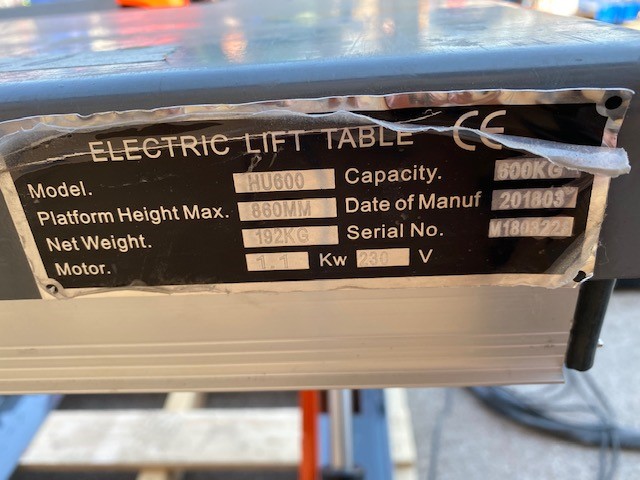 ELECTRIC LIFT TABLE CE
Model. HU600 Capacity. 600KG
Platform Height Max. 860MM Date of Manuf 201803
Net Weight. 192KG Serial No. M180322
Motor. 1.1 Kw 230 V